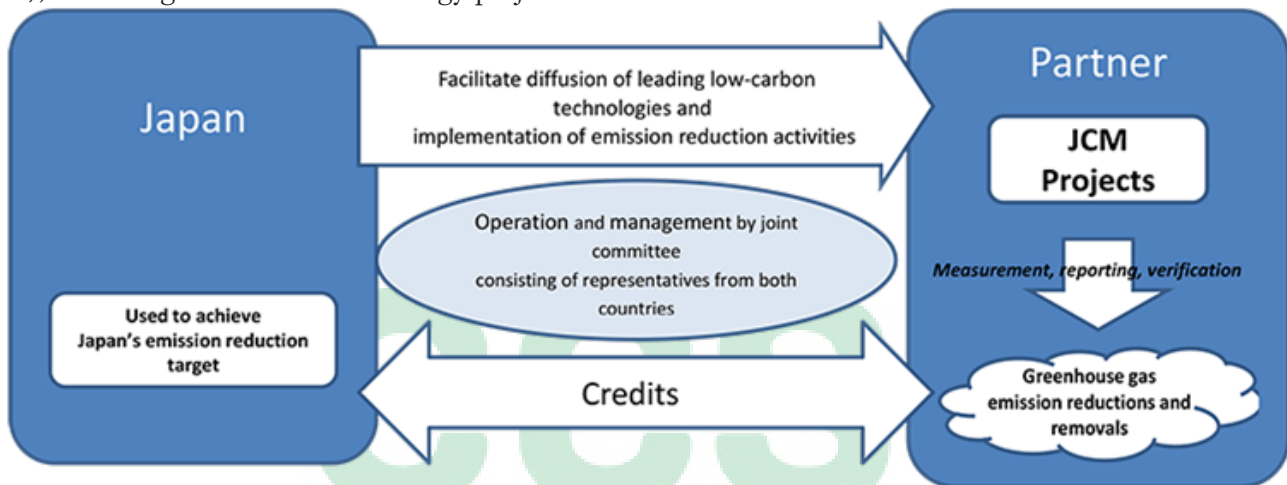 Japan
Used to achieve
Japan's emission reduction
target
Facilitate diffusion of leading low-carbon
technologies and
implementation of emission reduction activities
Operation and management by joint
committee
consisting of representatives from both
countries
Credits
Partner
JCM
Projects
Measurement, reporting, verification
Greenhouse gas
emission reductions and
removals